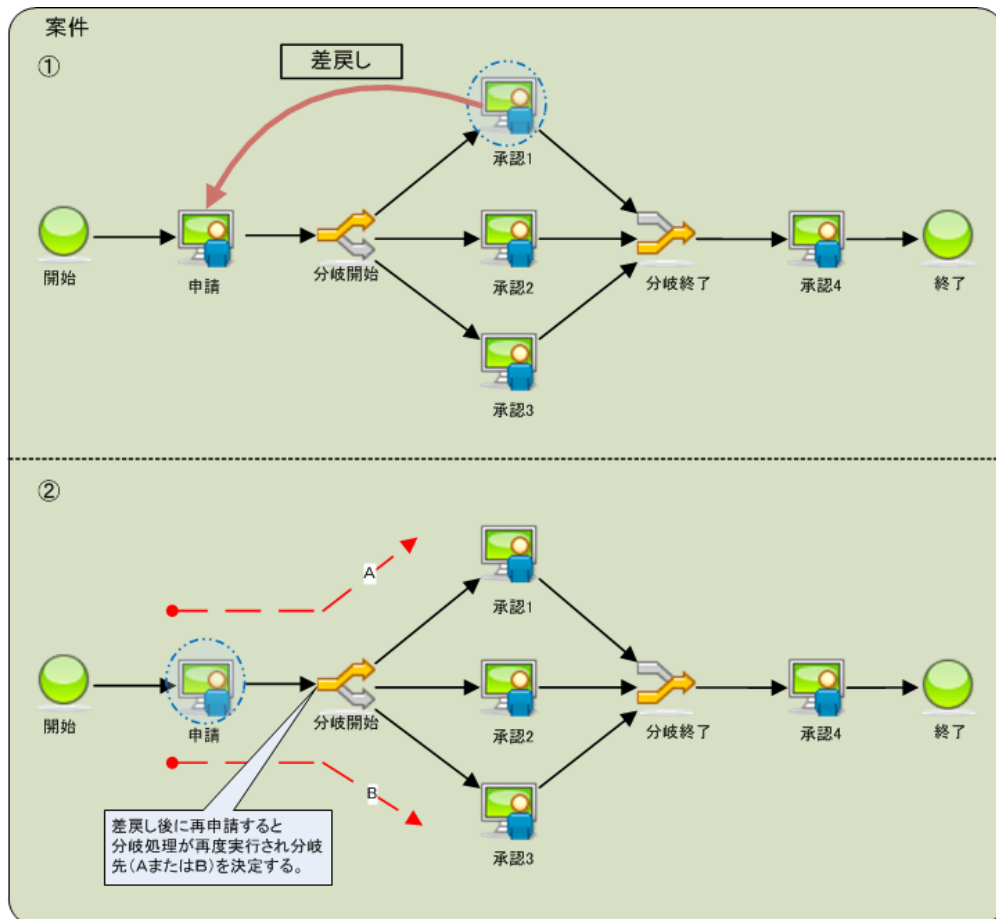 案件
①
差戻し
承認1
開始
申請
分岐開始
承認2
分岐終了
承認4
終了
承認3
②
A
承認1
開始
申請
分岐開始
承認2
分岐終了
承認4
終了
B
差戻し後に再申請すると
分岐処理が再度実行され分岐
先(AまたはB)を決定する。
承認3